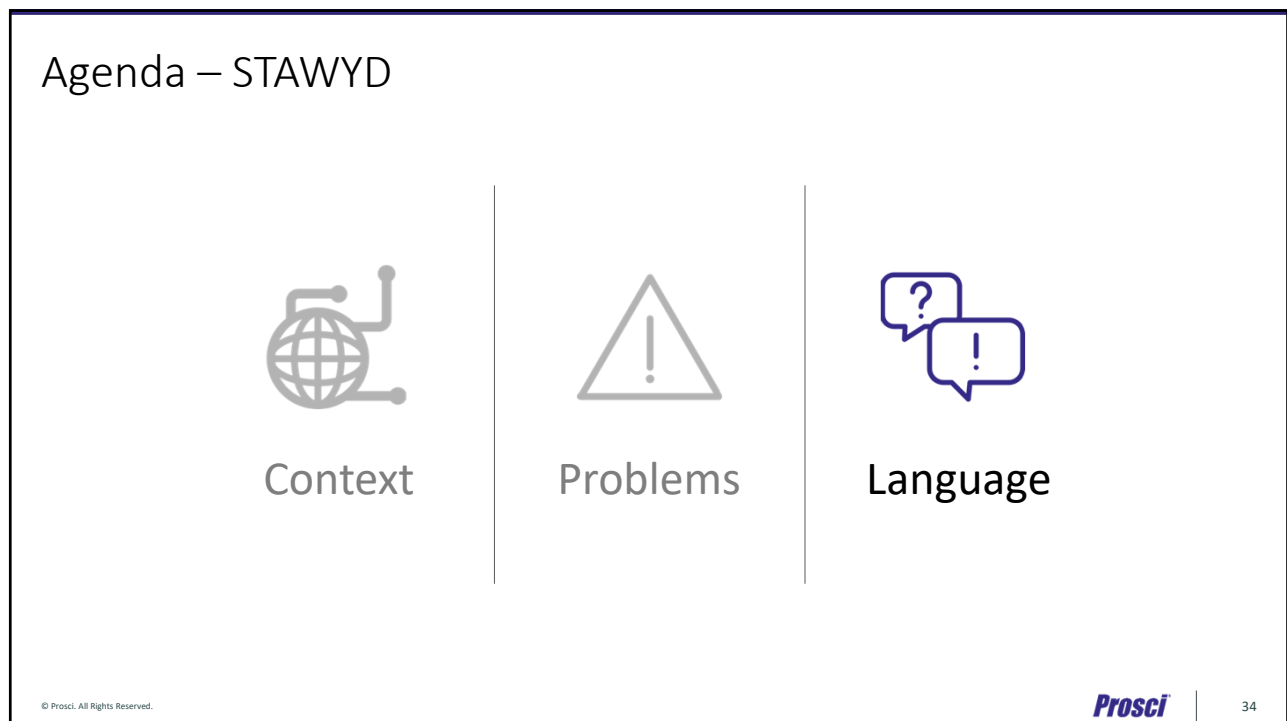 Agenda – STAWYD
? !
!
Context
Problems
Language
© Prosci. All Rights Reserved.
Prosci
34